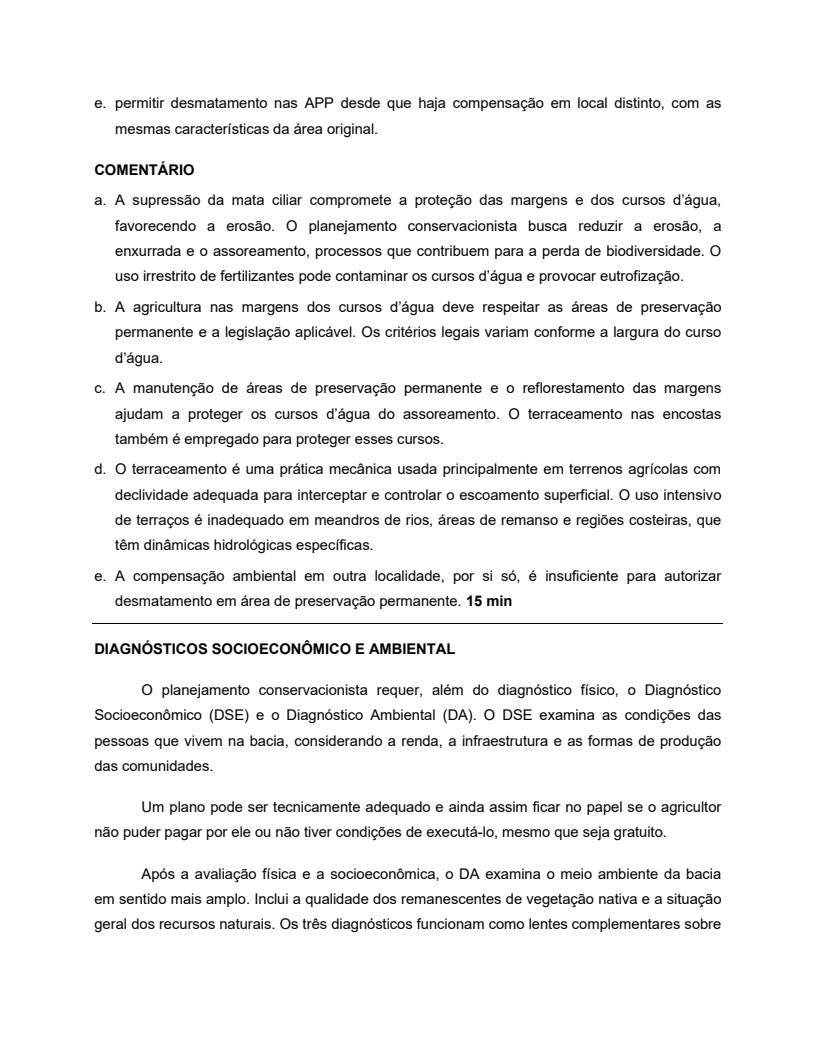 e. permitir desmatamento nas APP desde que haja compensação em local distinto, com as
mesmas características da área original.
COMENTÁRIO
a. A supressão da mata ciliar compromete a proteção das margens e dos cursos d’água,
favorecendo a erosão. O planejamento conservacionista busca reduzir a erosão, a
enxurrada e o assoreamento, processos que contribuem para a perda de biodiversidade. O
uso irrestrito de fertilizantes pode contaminar os cursos d’água e provocar eutrofização.
b. A agricultura nas margens dos cursos d’água deve respeitar as áreas de preservação
permanente e a legislação aplicável. Os critérios legais variam conforme a largura do curso
d’água.
c. A manutenção de áreas de preservação permanente e o reflorestamento das margens
ajudam a proteger os cursos d’água do assoreamento. O terraceamento nas encostas
também é empregado para proteger esses cursos.
d. O terraceamento é uma prática mecânica usada principalmente em terrenos agrícolas com
declividade adequada para interceptar e controlar o escoamento superficial. O uso intensivo
de terraços é inadequado em meandros de rios, áreas de remanso e regiões costeiras, que
têm dinâmicas hidrológicas específicas.
e. A compensação ambiental em outra localidade, por si só, é insuficiente para autorizar
desmatamento em área de preservação permanente. 15 min
DIAGNÓSTICOS SOCIOECONÔMICO E AMBIENTAL
O planejamento conservacionista requer, além do diagnóstico físico, o Diagnóstico
Socioeconômico (DSE) e o Diagnóstico Ambiental (DA). O DSE examina as condições das
pessoas que vivem na bacia, considerando a renda, a infraestrutura e as formas de produção
das comunidades.
Um plano pode ser tecnicamente adequado e ainda assim ficar no papel se o agricultor
não puder pagar por ele ou não tiver condições de executá-lo, mesmo que seja gratuito.
Após a avaliação física e a socioeconômica, o DA examina o meio ambiente da bacia
em sentido mais amplo. Inclui a qualidade dos remanescentes de vegetação nativa e a situação
geral dos recursos naturais. Os três diagnósticos funcionam como lentes complementares sobre